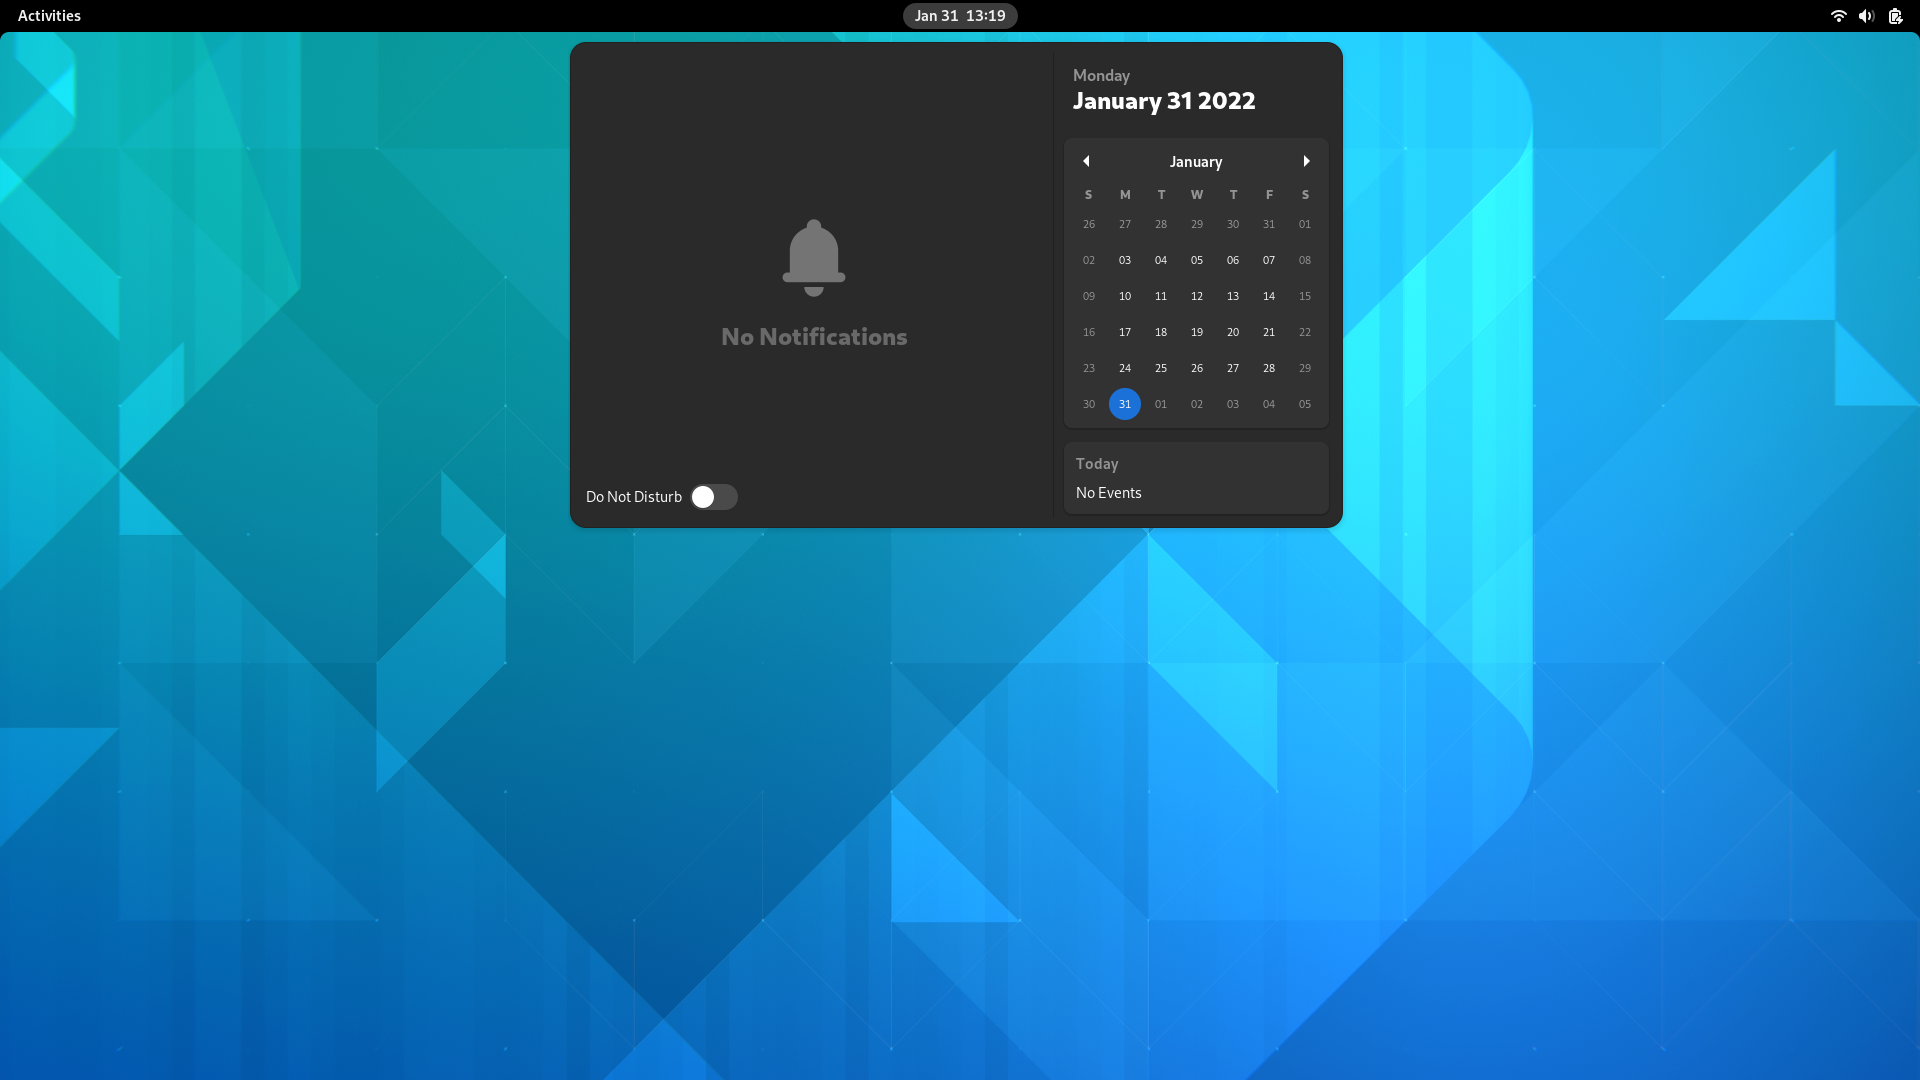 Activities
Jan 31 13:19
No Notifications
Do Not Disturb
Monday
January 31 2022
January
S M T W T F S
26 27 28 29 30 31 01
02 03 04 05 06 07 08
09 10 11 12 13 14 15
16 17 18 19 20 21 22
23 24 25 26 27 28 29
30 31 01 02 03 04 05
Today
No Events